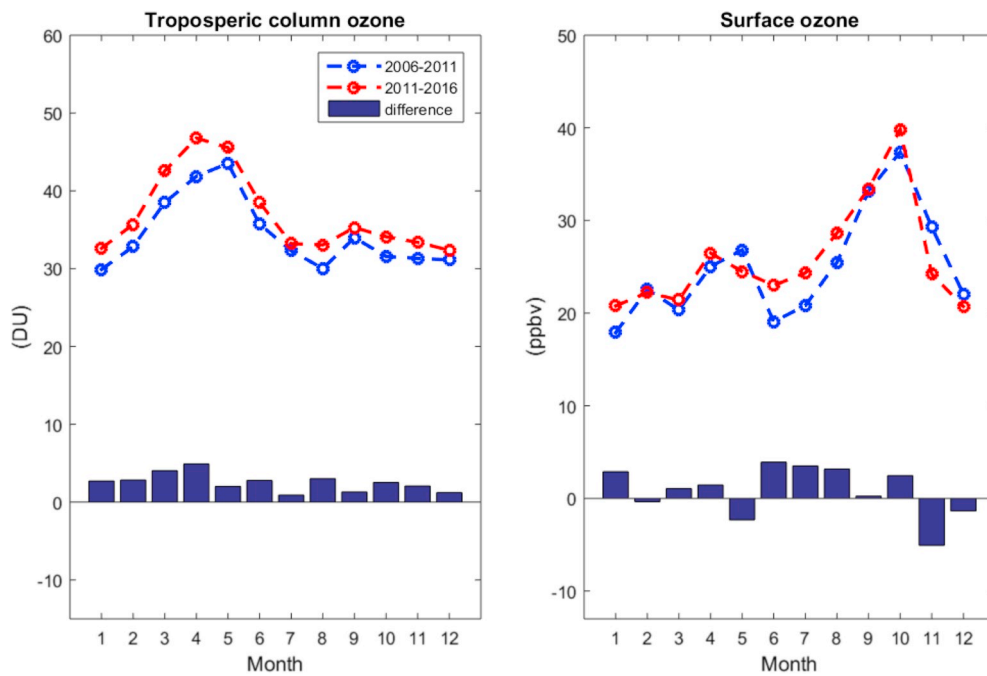 Troposperic column ozone
60
50
40
30
20
10
0
-10
(DU)
2006-2011
2011-2016
difference
1 2 3 4 5 6 7 8 9 10 11 12
Month
Surface ozone
50
40
30
20
10
0
-10
(ppbv)
1 2 3 4 5 6 7 8 9 10 11 12
Month